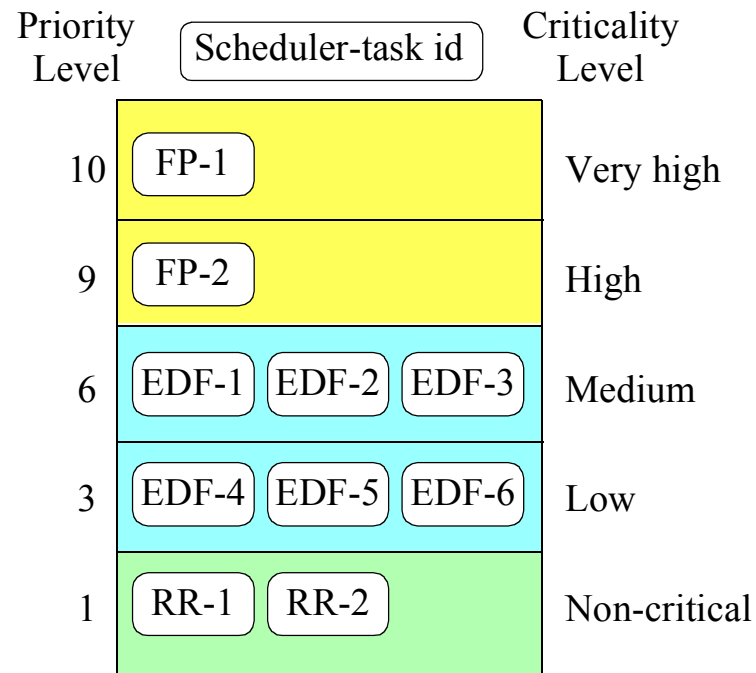 Priority
Level
Scheduler-task id
Criticality
Level
10 FP-1 Very high
9 FP-2 High
6 EDF-1 EDF-2 EDF-3 Medium
3 EDF-4 EDF-5 EDF-6 Low
1 RR-1 RR-2 Non-critical